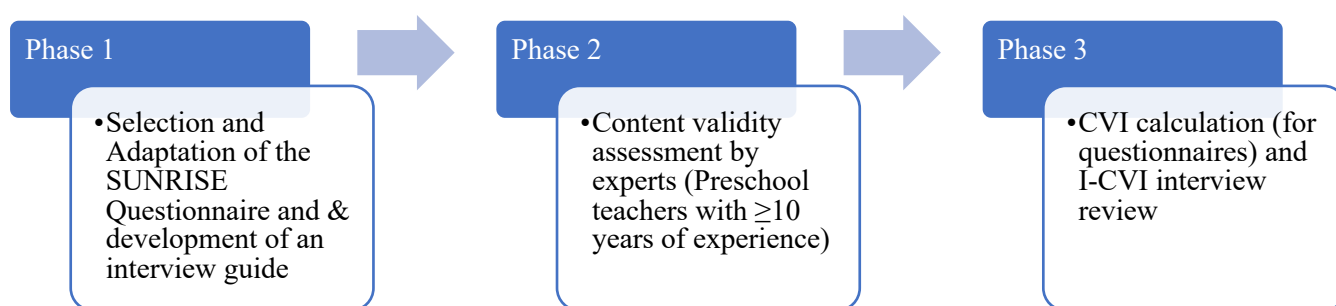 Phase 1
•Selection and
Adaptation of the
SUNRISE
Questionnaire and &
development of an
interview guide
Phase 2
•Content validity
assessment by
experts (Preschool
teachers with ≥10
years of experience)
Phase 3
•CVI calculation (for
questionnaires) and
I-CVI interview
review